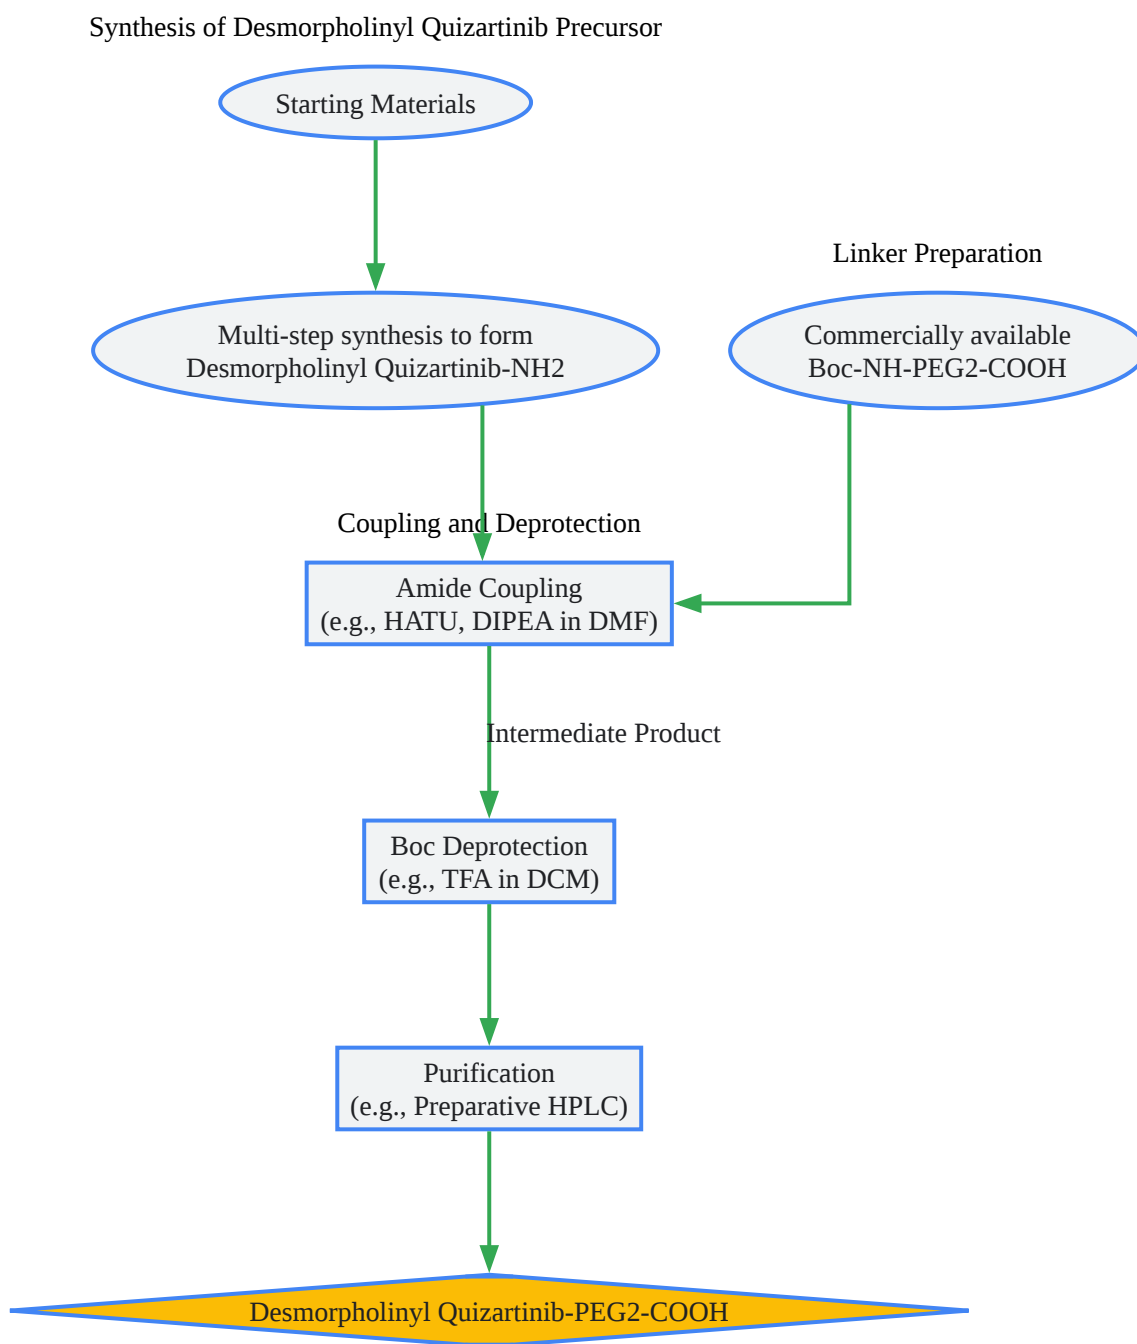 Synthesis of Desmorpholinyl Quizartinib Precursor
Starting Materials
Linker Preparation
Multi-step synthesis to form
Desmorpholinyl Quizartinib-NH2
Commercially available
Boc-NH-PEG2-COOH
Coupling and Deprotection
Amide Coupling
(e.g., HATU, DIPEA in DMF)
Intermediate Product
Boc Deprotection
(e.g., TFA in DCM)
Purification
(e.g., Preparative HPLC)
Desmorpholinyl Quizartinib-PEG2-COOH